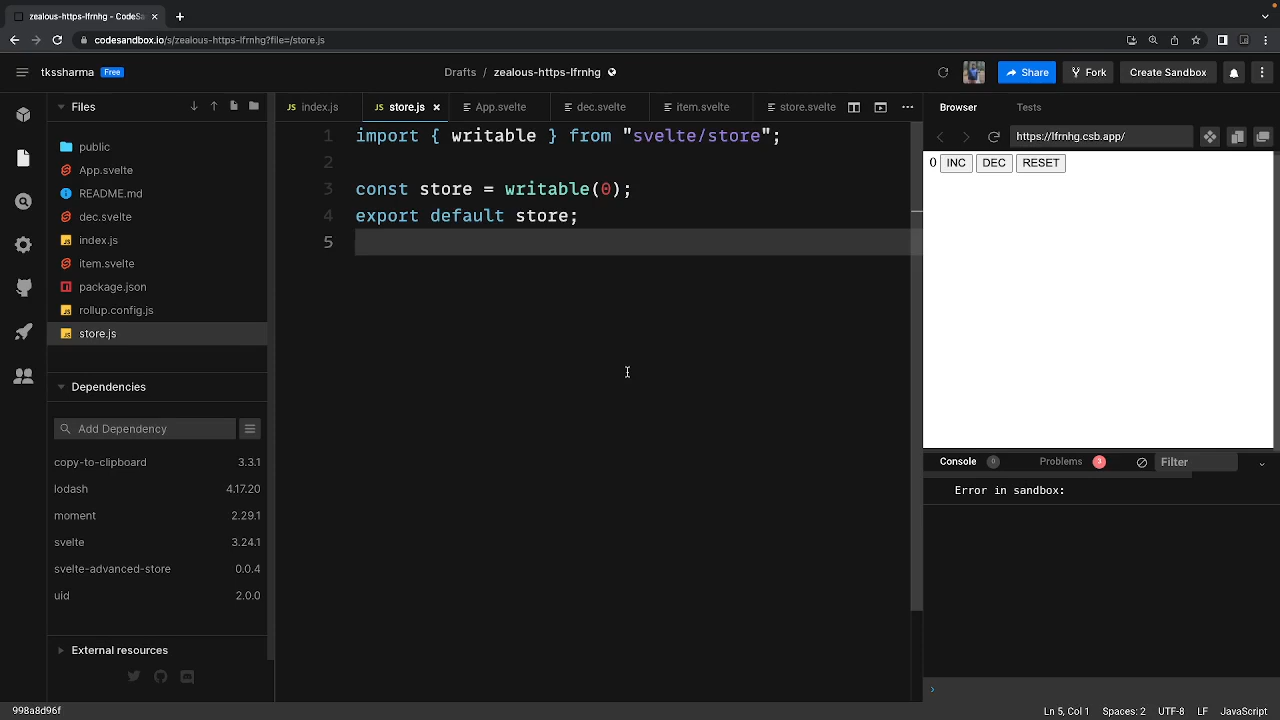 zealous-https-lfrnhg - CodeSa
codesandbox.io/s/zealous-https-lfrnhg?file=/store.js
tkssharma Free
Drafts / zealous-https-lfrnhg
Share Fork Create Sandbox
Files
index.js store.js App.svelte dec.svelte item.svelte store.svelte
Browser Tests
https://lfrnhg.csb.app/
public
App.svelte
README.md
dec.svelte
index.js
item.svelte
package.json
rollup.config.js
store.js
1 import { writable } from "svelte/store";
2
3 const store = writable(0);
4 export default store;
5
0 INC DEC RESET
Dependencies
Add Dependency
copy-to-clipboard 3.3.1
lodash 4.17.20
moment 2.29.1
svelte 3.24.1
svelte-advanced-store 0.0.4
uid 2.0.0
External resources
Console 0 Problems 3 Filter
Error in sandbox:
998a8d96f
Ln 5, Col 1 Spaces: 2 UTF-8 LF JavaScript